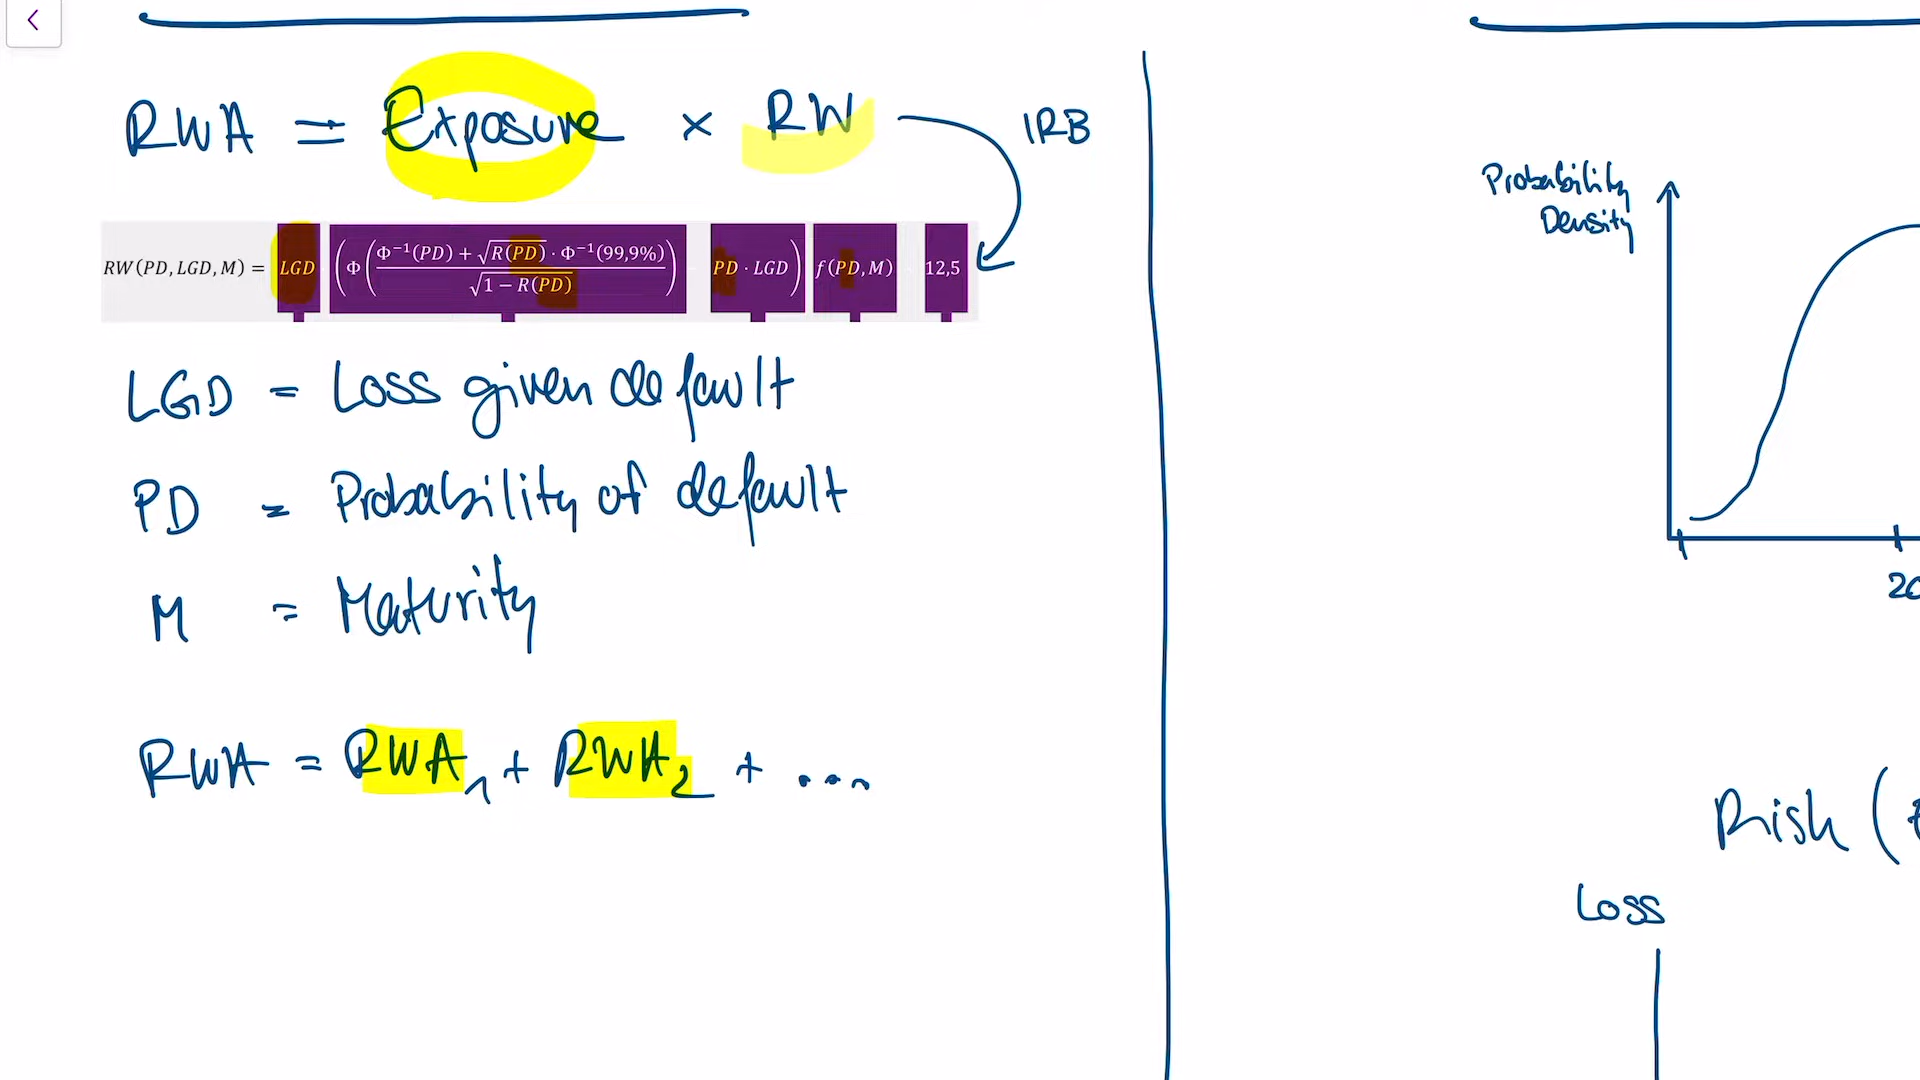 RWA = Exposure × RW IRB
RW(PD, LGD, M) = LGD (Φ(Φ⁻¹(PD) + √R(PD) · Φ⁻¹(99,9%) / √1 − R(PD)) PD · LGD) f(PD, M) 12,5
LGD = Loss given default
PD = Probability of default
M = Maturity
RWA = RWA₁ + RWA₂ + ...
Probability
Density
20
Risk (
Loss